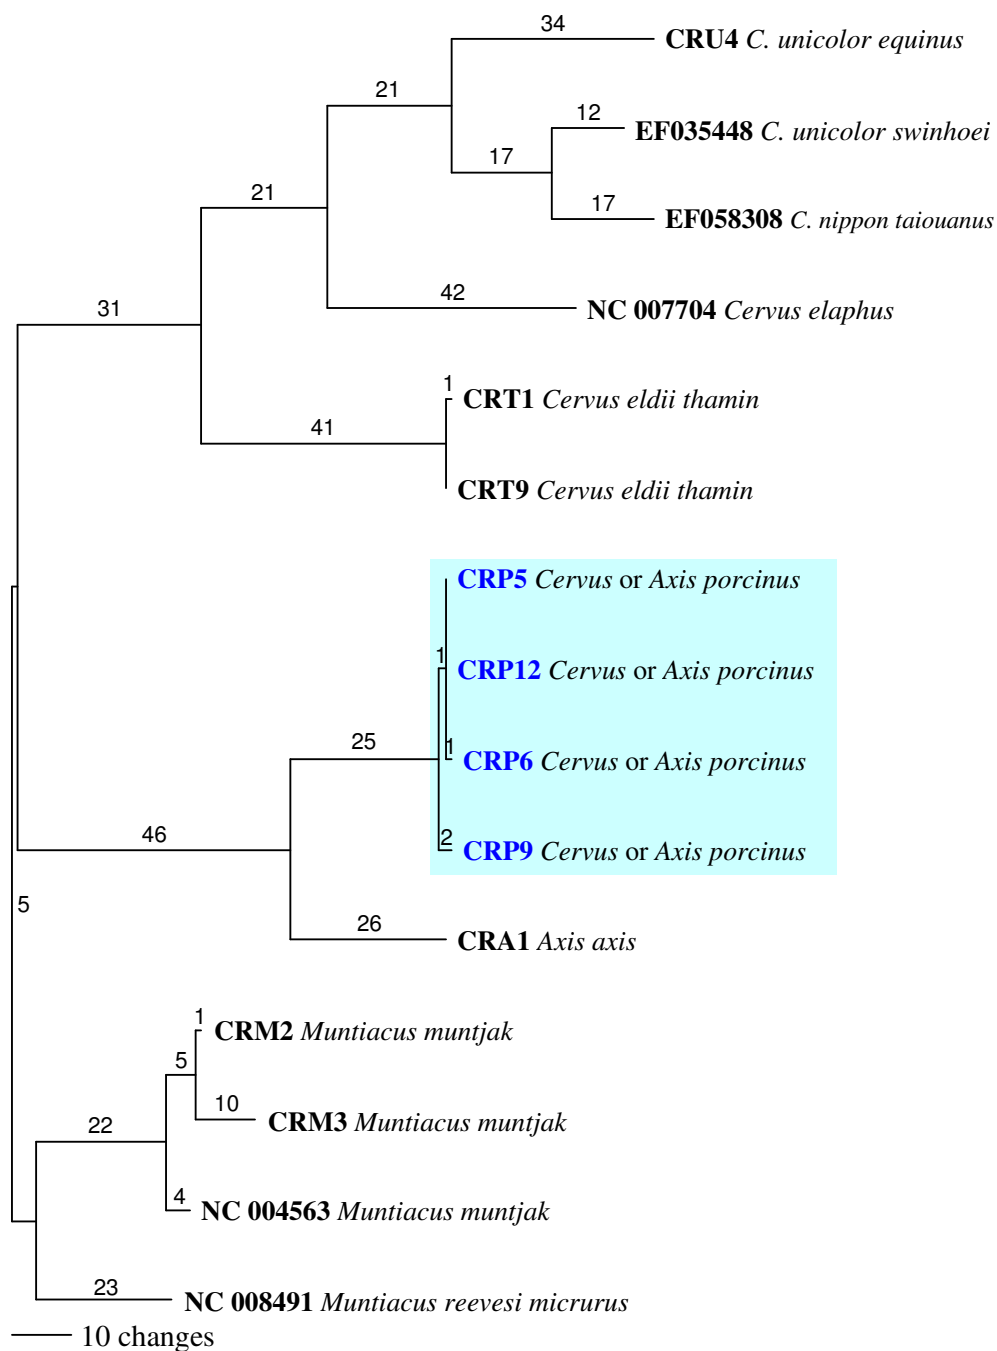 34
CRU4 C. unicolor equinus
21
12
EF035448 C. unicolor swinhoei
17
21
17
EF058308 C. nippon taiouanus
42
31
NC 007704 Cervus elaphus
1
CRT1 Cervus eldii thamin
41
CRT9 Cervus eldii thamin
CRP5 Cervus or Axis porcinus
1
CRP12 Cervus or Axis porcinus
25
1
CRP6 Cervus or Axis porcinus
46
2
CRP9 Cervus or Axis porcinus
5
26
CRA1 Axis axis
1
CRM2 Muntiacus muntjak
5
10
CRM3 Muntiacus muntjak
22
4
NC 004563 Muntiacus muntjak
23
NC 008491 Muntiacus reevesi micrurus
10 changes